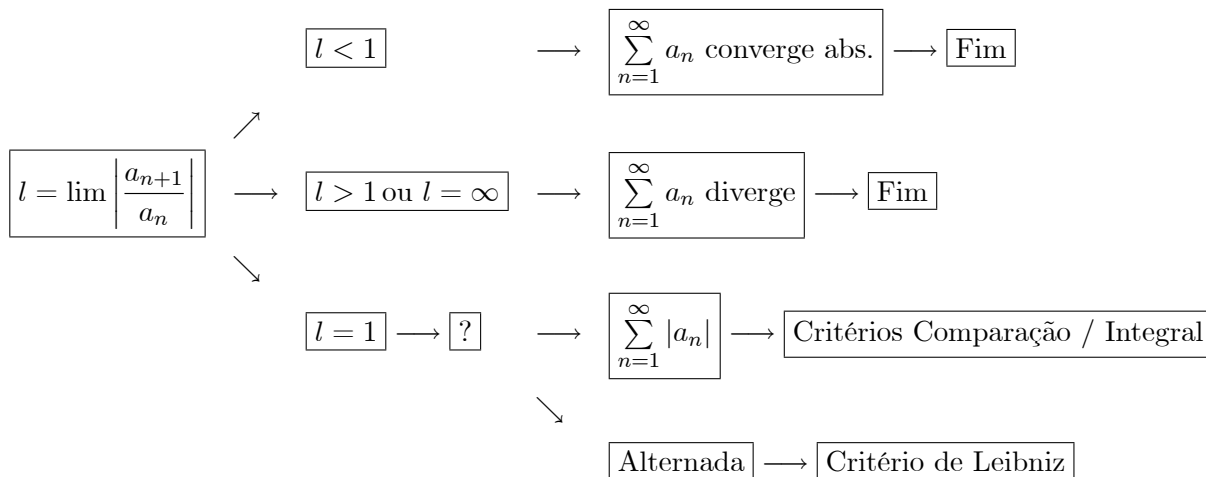 l < 1 ⟶ ∑_{n=1}^{∞} a_n converge abs. ⟶ Fim
↗
l = lim |a_{n+1}/a_n| ⟶ l > 1 ou l = ∞ ⟶ ∑_{n=1}^{∞} a_n diverge ⟶ Fim
↘
l = 1 ⟶ ? ⟶ ∑_{n=1}^{∞} |a_n| ⟶ Critérios Comparação / Integral
↘
Alternada ⟶ Critério de Leibniz